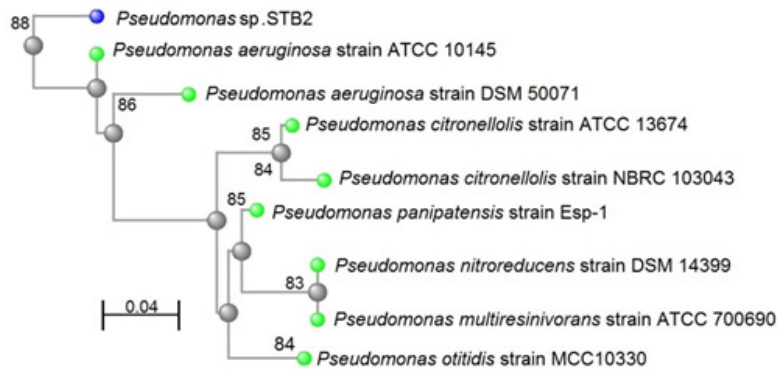 88
Pseudomonas sp.STB2
Pseudomonas aeruginosa strain ATCC 10145
86
Pseudomonas aeruginosa strain DSM 50071
85
Pseudomonas citronellolis strain ATCC 13674
84
Pseudomonas citronellolis strain NBRC 103043
85
Pseudomonas panipatensis strain Esp-1
Pseudomonas nitroreducens strain DSM 14399
83
0.04
Pseudomonas multiresinivorans strain ATCC 700690
84
Pseudomonas otitidis strain MCC10330